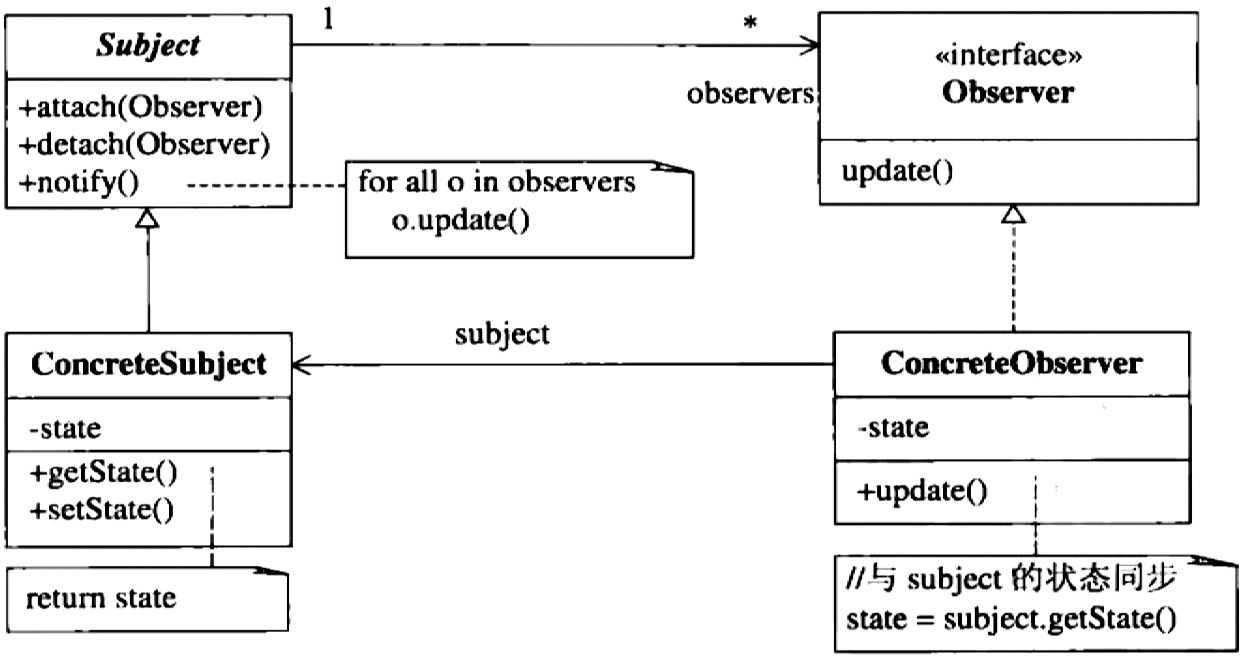 Subject
+attach(Observer)
+detach(Observer)
+notify()
1
*
observers
«interface»
Observer
update()
for all o in observers
o.update()
ConcreteSubject
-state
+getState()
+setState()
return state
subject
ConcreteObserver
-state
+update()
//与 subject 的状态同步
state = subject.getState()